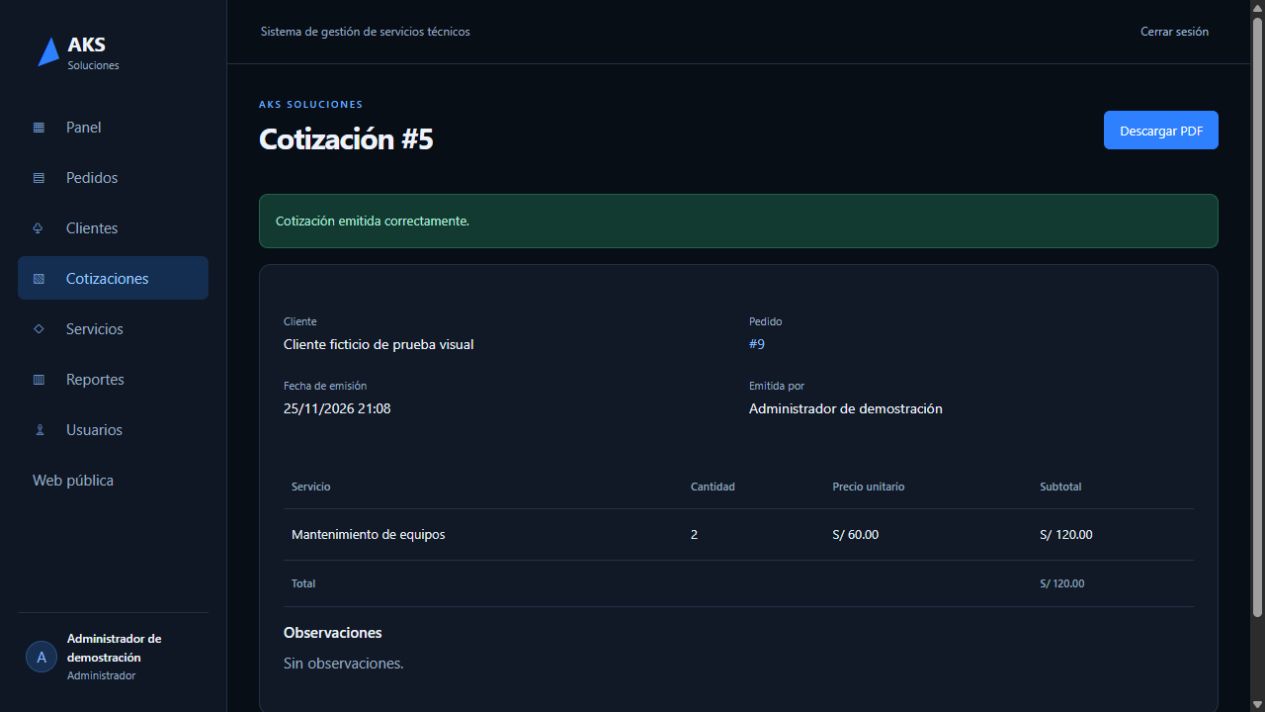 AKS
Soluciones
Panel
Pedidos
Clientes
Cotizaciones
Servicios
Reportes
Usuarios
Web pública
A
Administrador de
demostración
Administrador
Sistema de gestión de servicios técnicos
Cerrar sesión
AKS SOLUCIONES
Cotización #5
Descargar PDF
Cotización emitida correctamente.
Cliente
Cliente ficticio de prueba visual
Pedido
#9
Fecha de emisión
25/11/2026 21:08
Emitida por
Administrador de demostración
Servicio Cantidad Precio unitario Subtotal
Mantenimiento de equipos 2 S/ 60.00 S/ 120.00
Total S/ 120.00
Observaciones
Sin observaciones.